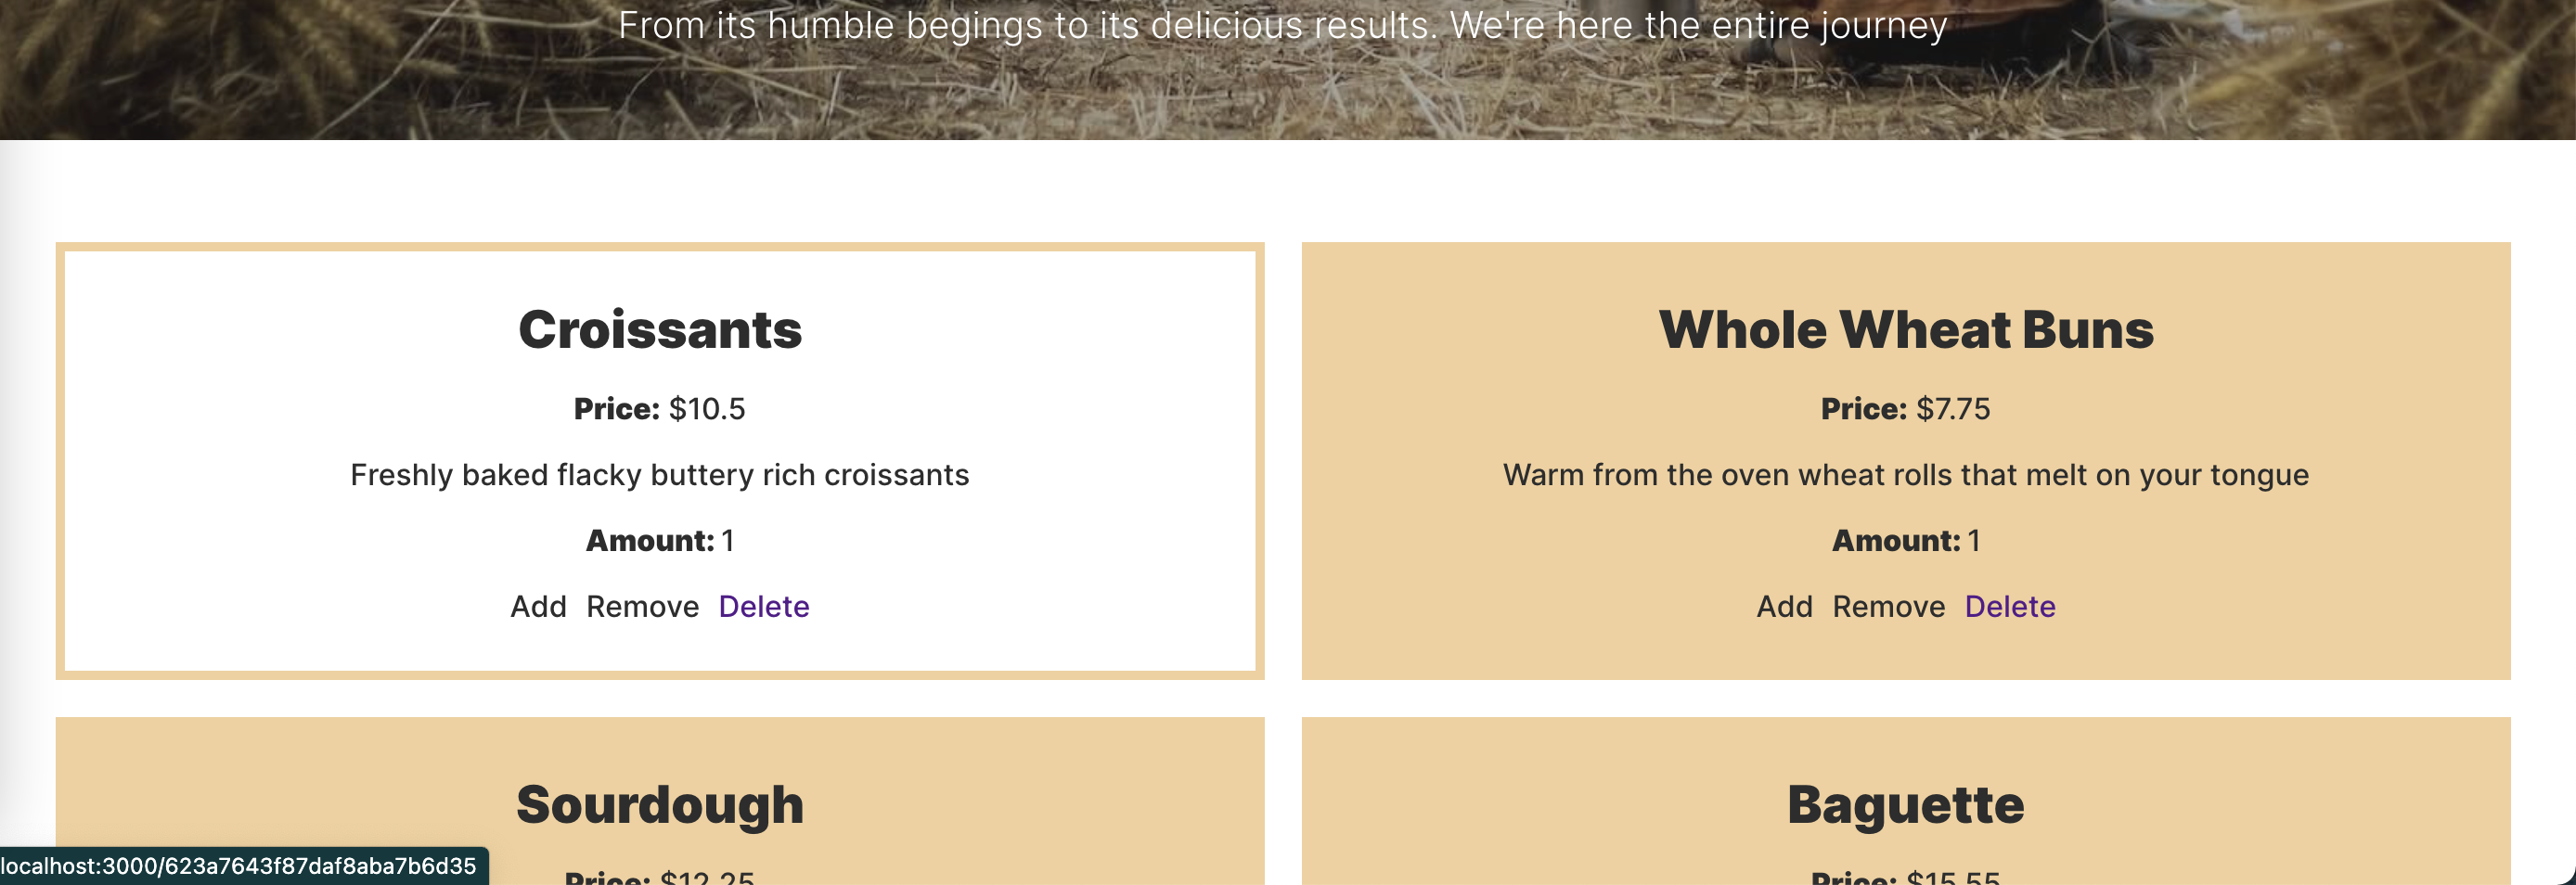 From its humble begings to its delicious results. We're here the entire journey
Croissants
Price: $10.5
Freshly baked flacky buttery rich croissants
Amount: 1
Add Remove Delete
Whole Wheat Buns
Price: $7.75
Warm from the oven wheat rolls that melt on your tongue
Amount: 1
Add Remove Delete
Sourdough
Price: $12.25
Baguette
Price: $15.55
localhost:3000/623a7643f87daf8aba7b6d35